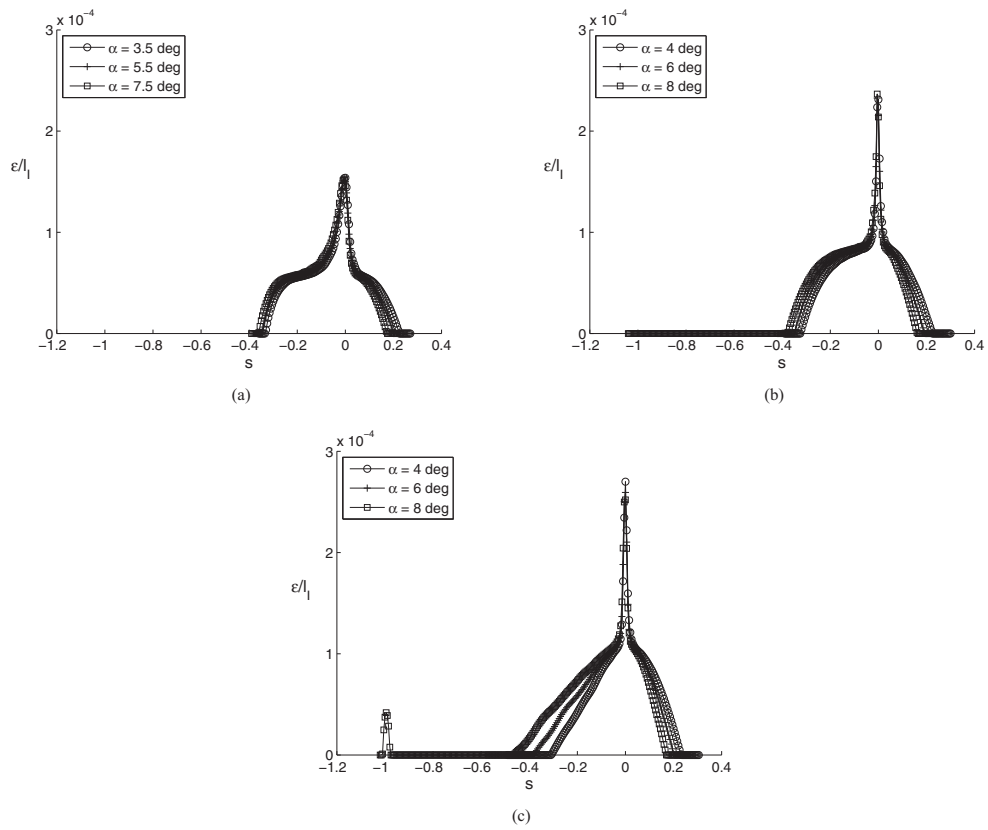 x 10⁻⁴
3
α = 3.5 deg
α = 5.5 deg
α = 7.5 deg
2
ε/l_I
1
0
−1.2 −1 −0.8 −0.6 −0.4 −0.2 0 0.2 0.4
s
(a)
x 10⁻⁴
3
α = 4 deg
α = 6 deg
α = 8 deg
2
ε/l_I
1
0
−1.2 −1 −0.8 −0.6 −0.4 −0.2 0 0.2 0.4
s
(b)
x 10⁻⁴
3
α = 4 deg
α = 6 deg
α = 8 deg
2
ε/l_I
1
0
−1.2 −1 −0.8 −0.6 −0.4 −0.2 0 0.2 0.4
s
(c)